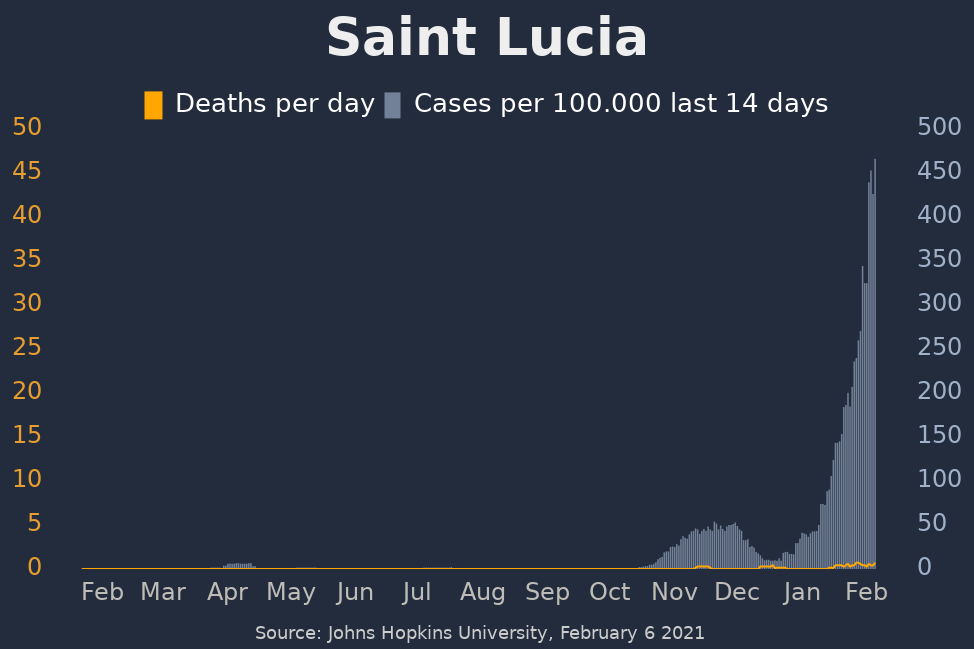 Saint Lucia
Deaths per day Cases per 100.000 last 14 days
50 500
45 450
40 400
35 350
30 300
25 250
20 200
15 150
10 100
5 50
0 0
Feb Mar Apr May Jun Jul Aug Sep Oct Nov Dec Jan Feb
Source: Johns Hopkins University, February 6 2021